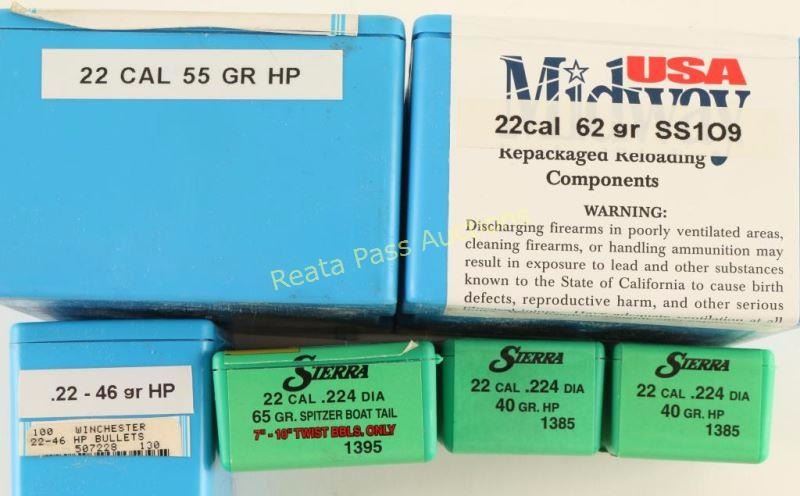 22 CAL 55 GR HP
USA
Midway
22cal 62 gr SS109
Repackaged Reloading
Components
WARNING:
Discharging firearms in poorly ventilated areas,
cleaning firearms, or handling ammunition may
result in exposure to lead and other substances
known to the State of California to cause birth
defects, reproductive harm, and other serious
Reata Pass Auctions
.22 - 46 gr HP
100 WINCHESTER
22-46 HP BULLETS
507228 130
SIERRA
22 CAL .224 DIA
65 GR. SPITZER BOAT TAIL
7" - 10" TWIST BBLS. ONLY
1395
SIERRA
22 CAL .224 DIA
40 GR. HP
1385
SIERRA
22 CAL .224 DIA
40 GR. HP
1385